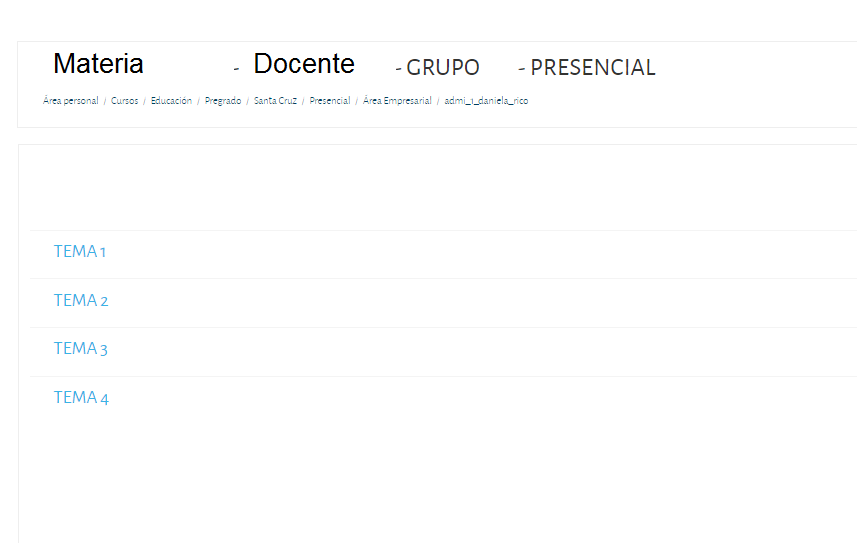 Materia - Docente - GRUPO - PRESENCIAL
Área personal / Cursos / Educación / Pregrado / Santa Cruz / Presencial / Área Empresarial / admi_1_daniela_rico
TEMA 1
TEMA 2
TEMA 3
TEMA 4